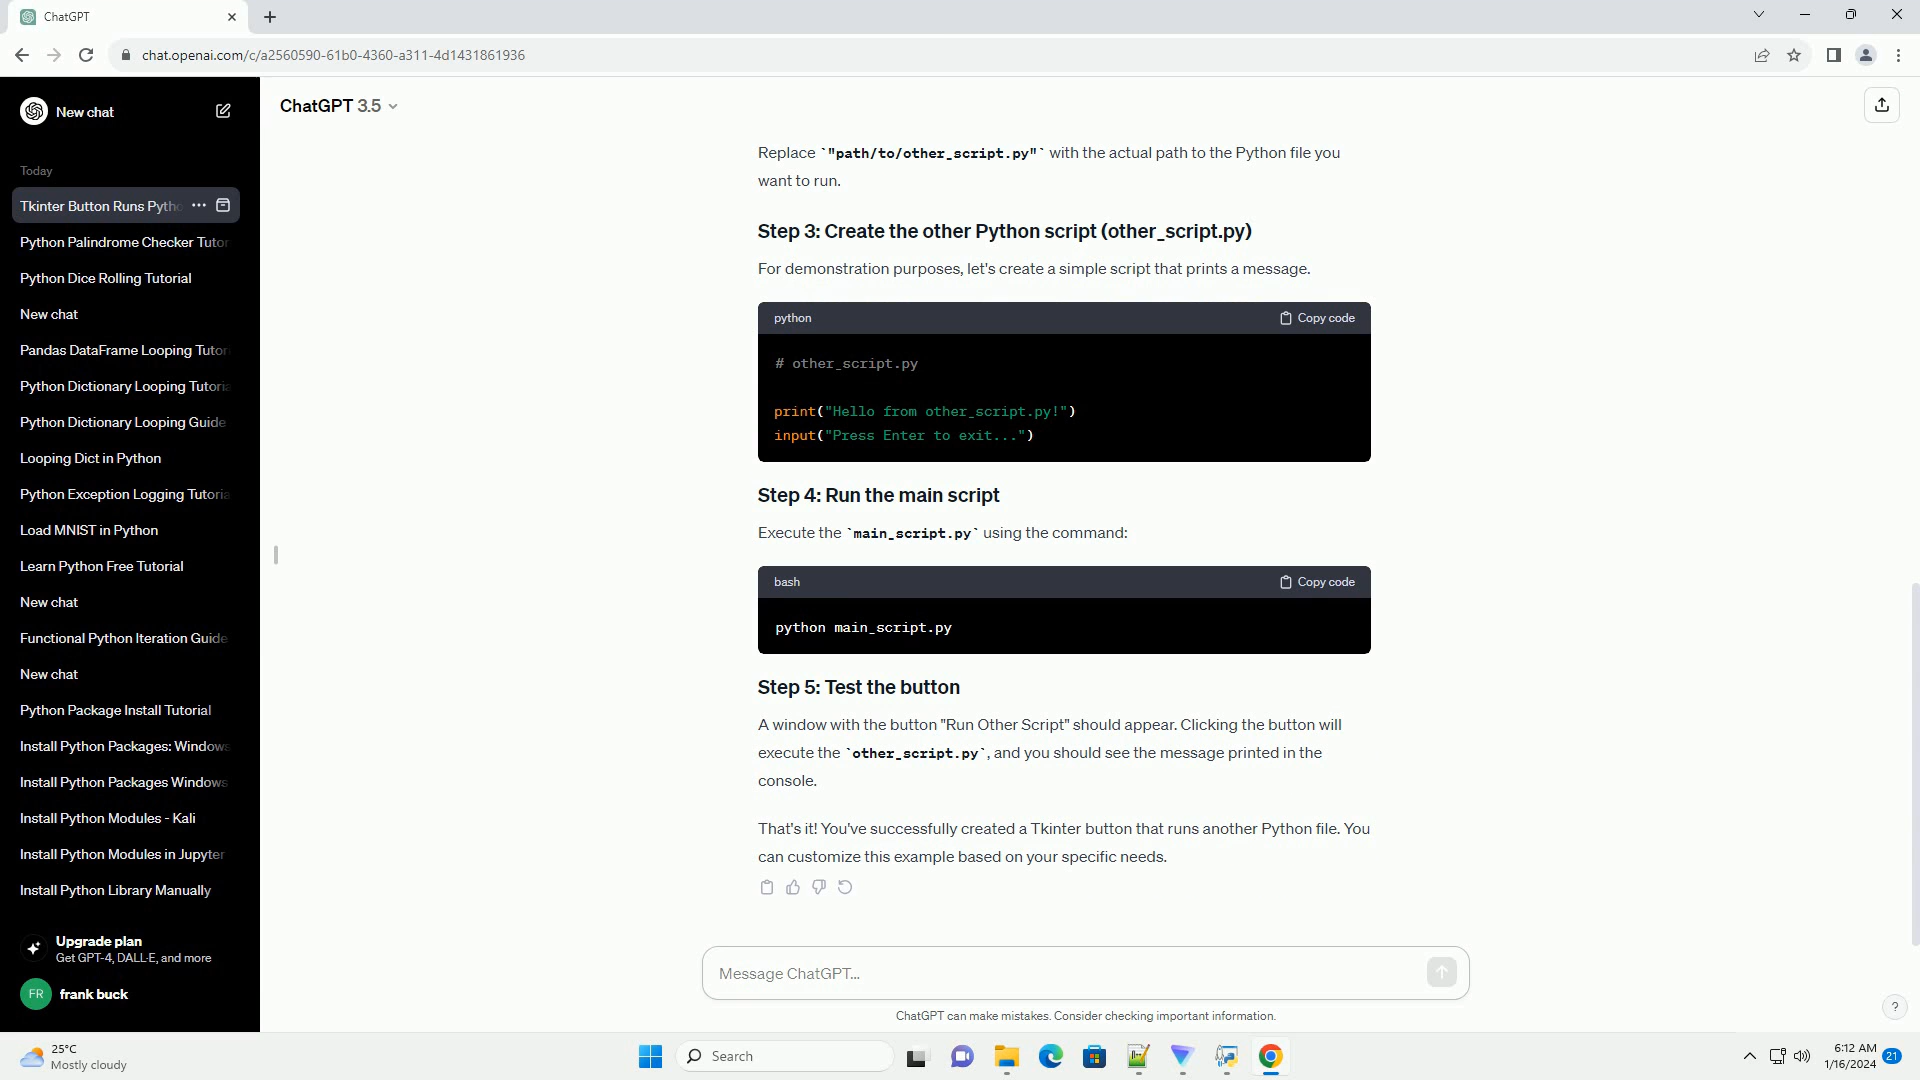 ChatGPT
chat.openai.com/c/a2560590-61b0-4360-a311-4d1431861936
New chat
Today
Tkinter Button Runs Pytho
Python Palindrome Checker Tutor
Python Dice Rolling Tutorial
New chat
Pandas DataFrame Looping Tutori
Python Dictionary Looping Tutoria
Python Dictionary Looping Guide
Looping Dict in Python
Python Exception Logging Tutoria
Load MNIST in Python
Learn Python Free Tutorial
New chat
Functional Python Iteration Guide
New chat
Python Package Install Tutorial
Install Python Packages: Windows
Install Python Packages Windows
Install Python Modules - Kali
Install Python Modules in Jupyter
Install Python Library Manually
Upgrade plan
Get GPT-4, DALL·E, and more
FR frank buck
ChatGPT 3.5
Replace `"path/to/other_script.py"` with the actual path to the Python file you
want to run.
Step 3: Create the other Python script (other_script.py)
For demonstration purposes, let's create a simple script that prints a message.
python Copy code
# other_script.py
print("Hello from other_script.py!")
input("Press Enter to exit...")
Step 4: Run the main script
Execute the `main_script.py` using the command:
bash Copy code
python main_script.py
Step 5: Test the button
A window with the button "Run Other Script" should appear. Clicking the button will
execute the `other_script.py`, and you should see the message printed in the
console.
That's it! You've successfully created a Tkinter button that runs another Python file. You
can customize this example based on your specific needs.
Message ChatGPT...
ChatGPT can make mistakes. Consider checking important information.
?
25°C
Mostly cloudy
Search
6:12 AM
1/16/2024
21